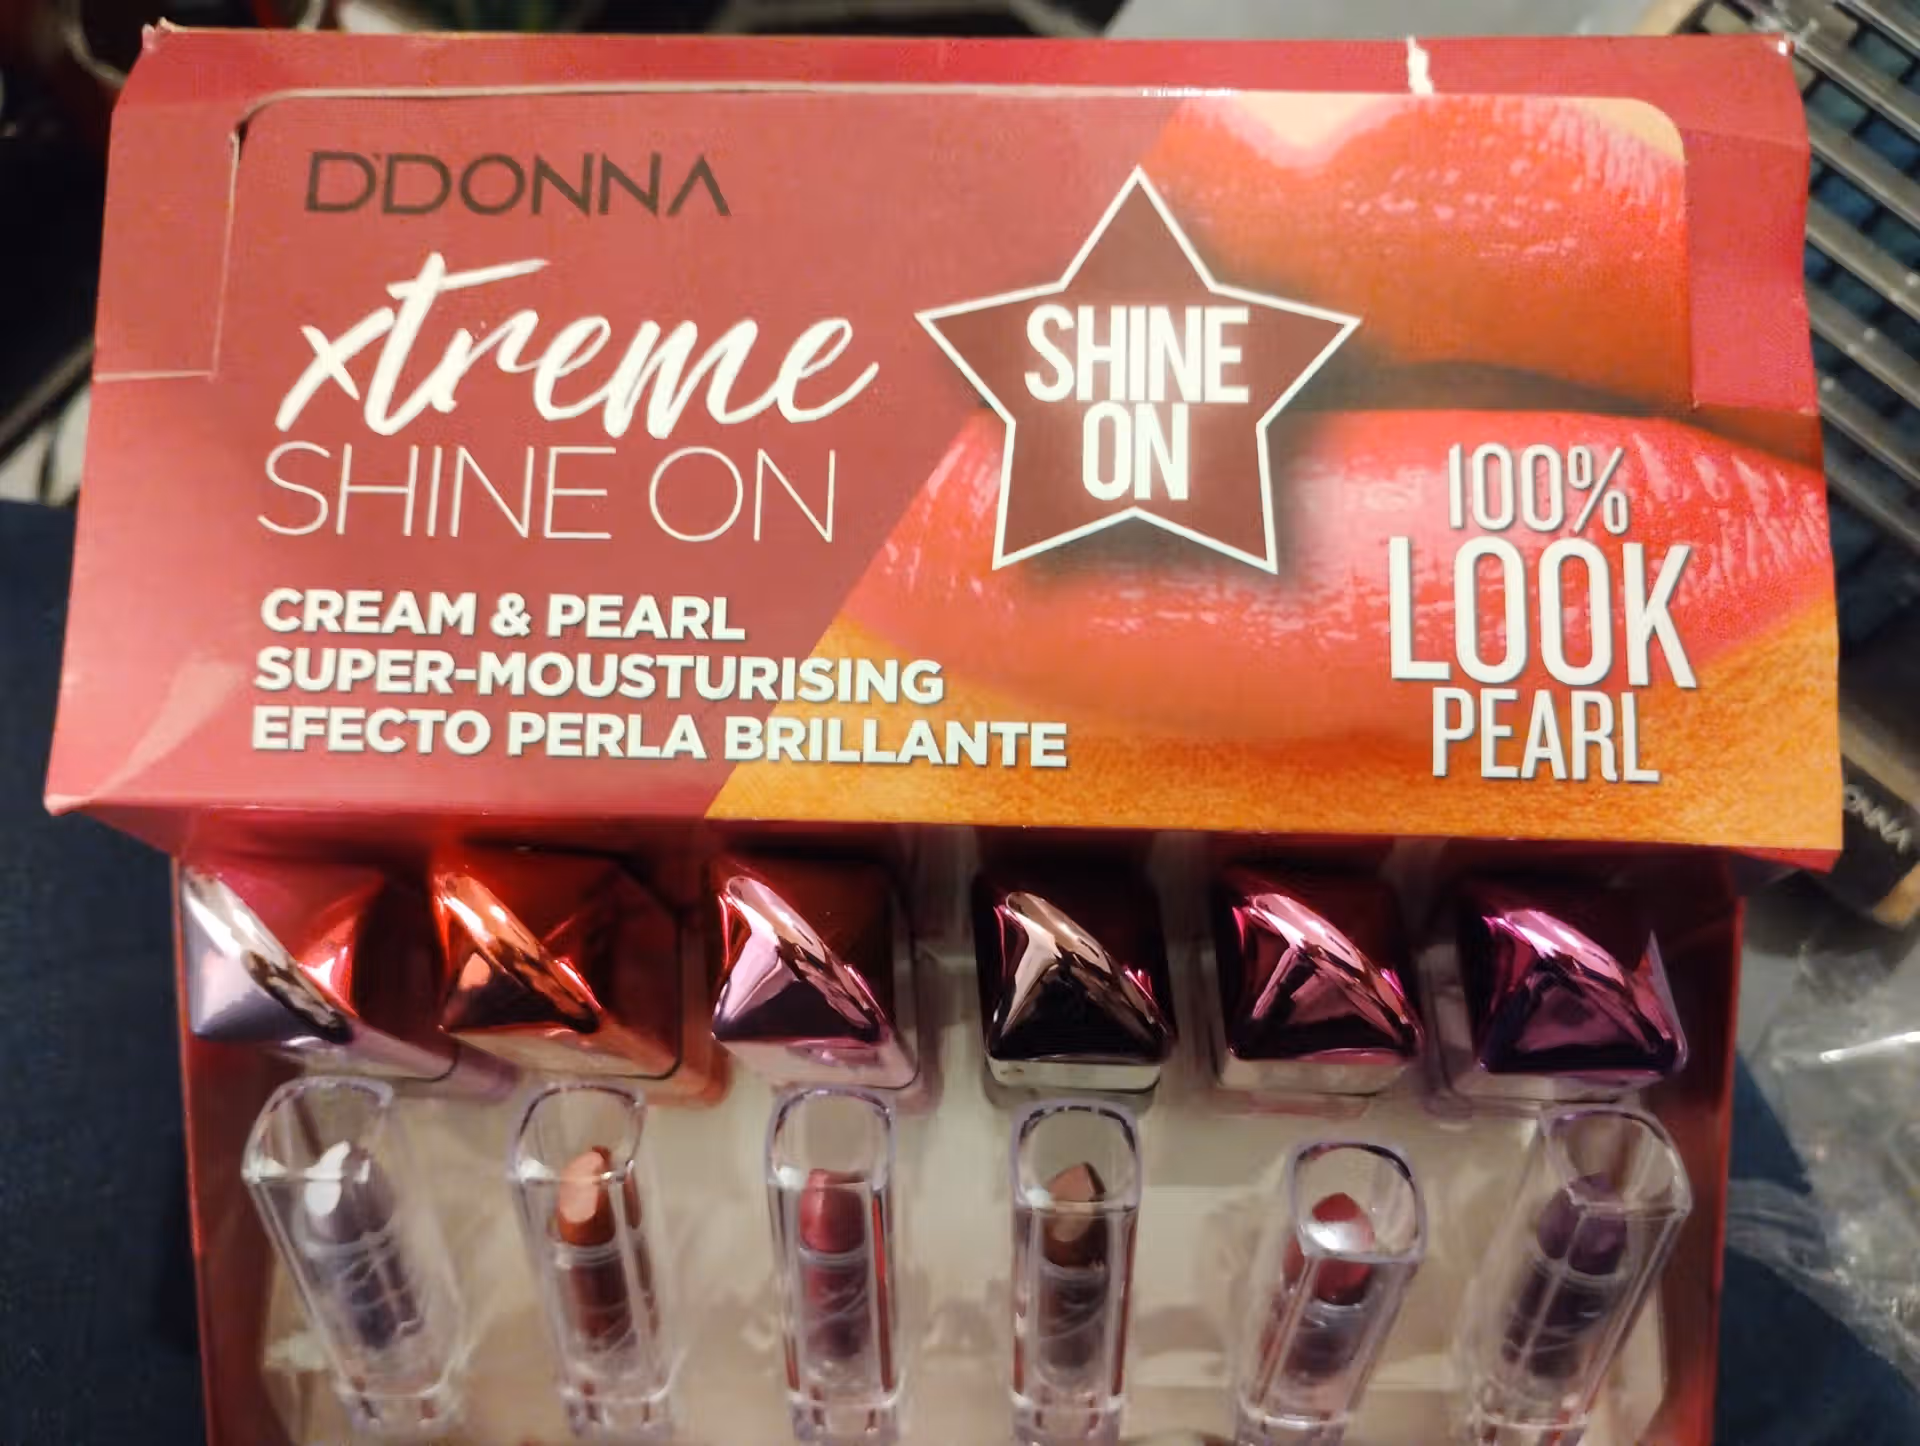 D'DONNA
xtreme
SHINE ON
CREAM & PEARL
SUPER-MOUSTURISING
EFECTO PERLA BRILLANTE
SHINE
ON
100%
LOOK
PEARL